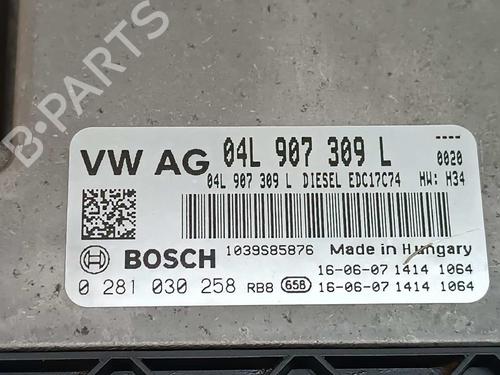 B-PARTS
VW AG 04L 907 309 L
----
0020
04L 907 309 L DIESEL EDC17C74 HW: H34
BOSCH 1039S85876 Made in Hungary
16-06-07 1414 1064
0 281 030 258 RB8 658 16-06-07 1414 1064